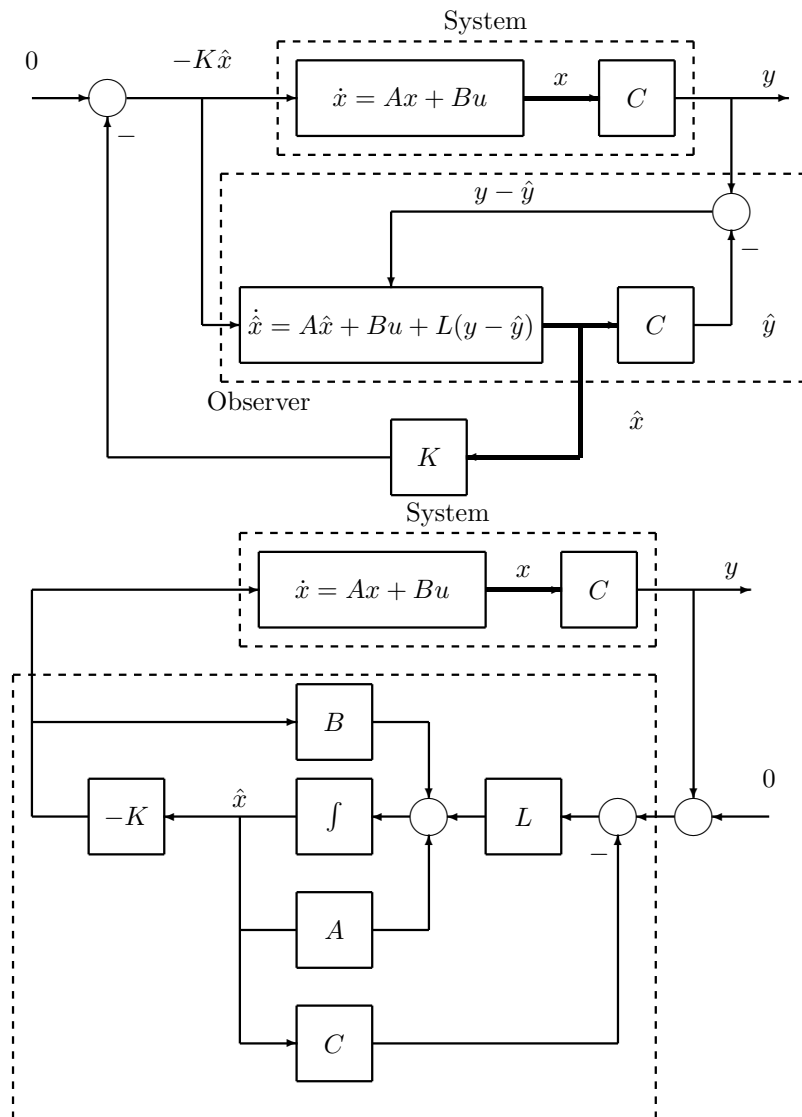 System
0
−Kx̂
ẋ = Ax + Bu
x
C
y
−
y − ŷ
−
x̂̇ = Ax̂ + Bu + L(y − ŷ)
C
ŷ
Observer
x̂
K
System
ẋ = Ax + Bu
x
C
y
B
0
−K
x̂
∫
L
−
A
C